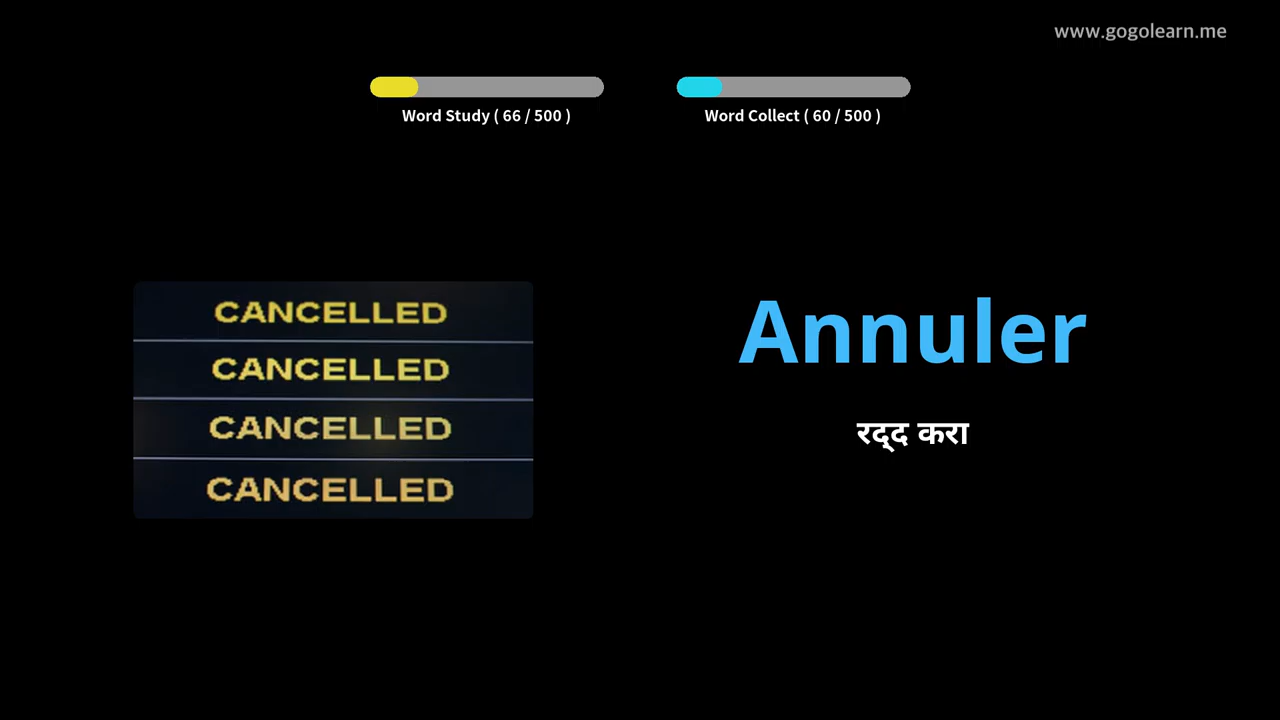 www.gogolearn.me
Word Study ( 66 / 500 )
Word Collect ( 60 / 500 )
CANCELLED
CANCELLED
CANCELLED
CANCELLED
Annuler
रद्द करा